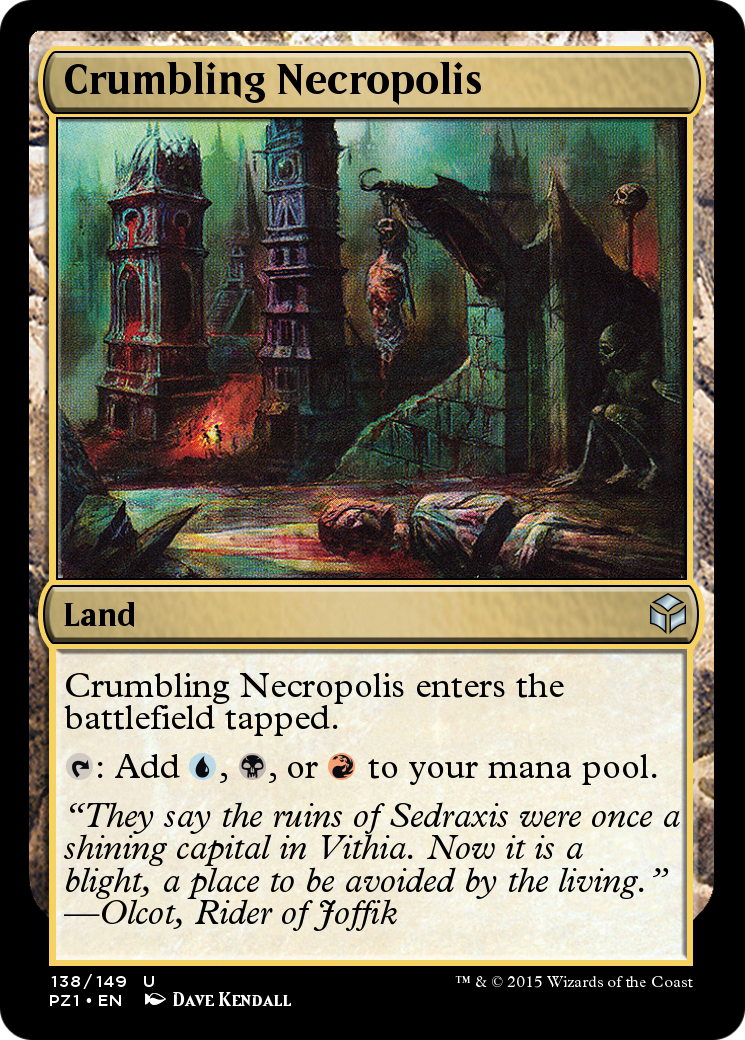 Crumbling Necropolis
Land
Crumbling Necropolis enters the
battlefield tapped.
: Add , , or to your mana pool.
“They say the ruins of Sedraxis were once a
shining capital in Vithia. Now it is a
blight, a place to be avoided by the living.”
—Olcot, Rider of Joffik
138/149 U
PZ1 • EN DAVE KENDALL
™ & © 2015 Wizards of the Coast